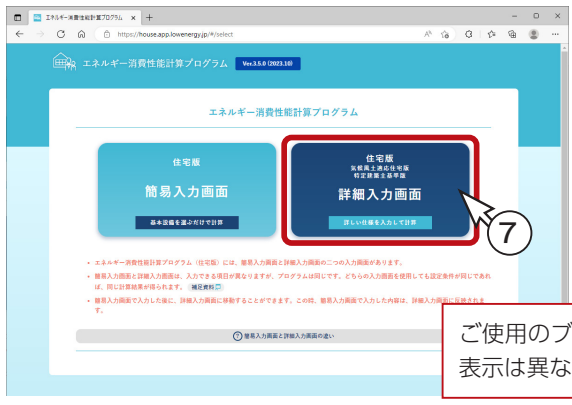 エネルギー消費性能計算プログラム
https://house.app.lowenergy.jp/#/select
エネルギー消費性能計算プログラム Ver.3.5.0 (2023.10)
エネルギー消費性能計算プログラム
住宅版
簡易入力画面
基本設備を選ぶだけで計算
住宅版
気候風土適応住宅版
特定建築主基準版
詳細入力画面
詳しい仕様を入力して計算
7
• エネルギー消費性能計算プログラム（住宅版）には、簡易入力画面と詳細入力画面の二つの入力画面があります。
• 簡易入力画面と詳細入力画面は、入力できる項目が異なりますが、プログラムは同じです。どちらの入力画面を使用しても設定条件が同じであれ
ば、同じ計算結果が得られます。 補足資料
• 簡易入力画面で入力した後に、詳細入力画面に移動することができます。この時、簡易入力画面で入力した内容は、詳細入力画面に反映されま
す。
? 簡易入力画面と詳細入力画面の違い
ご使用のブ
表示は異な